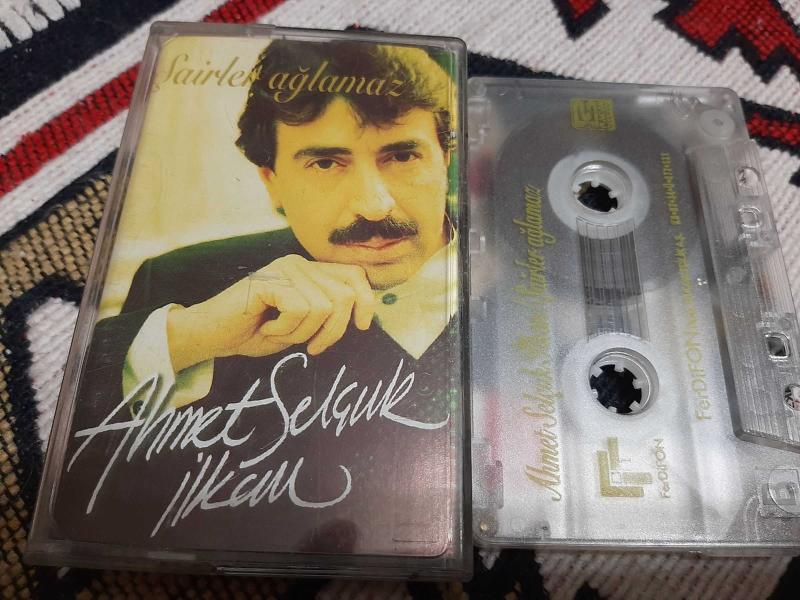 Şairler ağlamaz
Ahmet Selçuk
İlkan
Ahmet Selçuk İlkan / Şairler ağlamaz
FerDİFON
FerDİFON